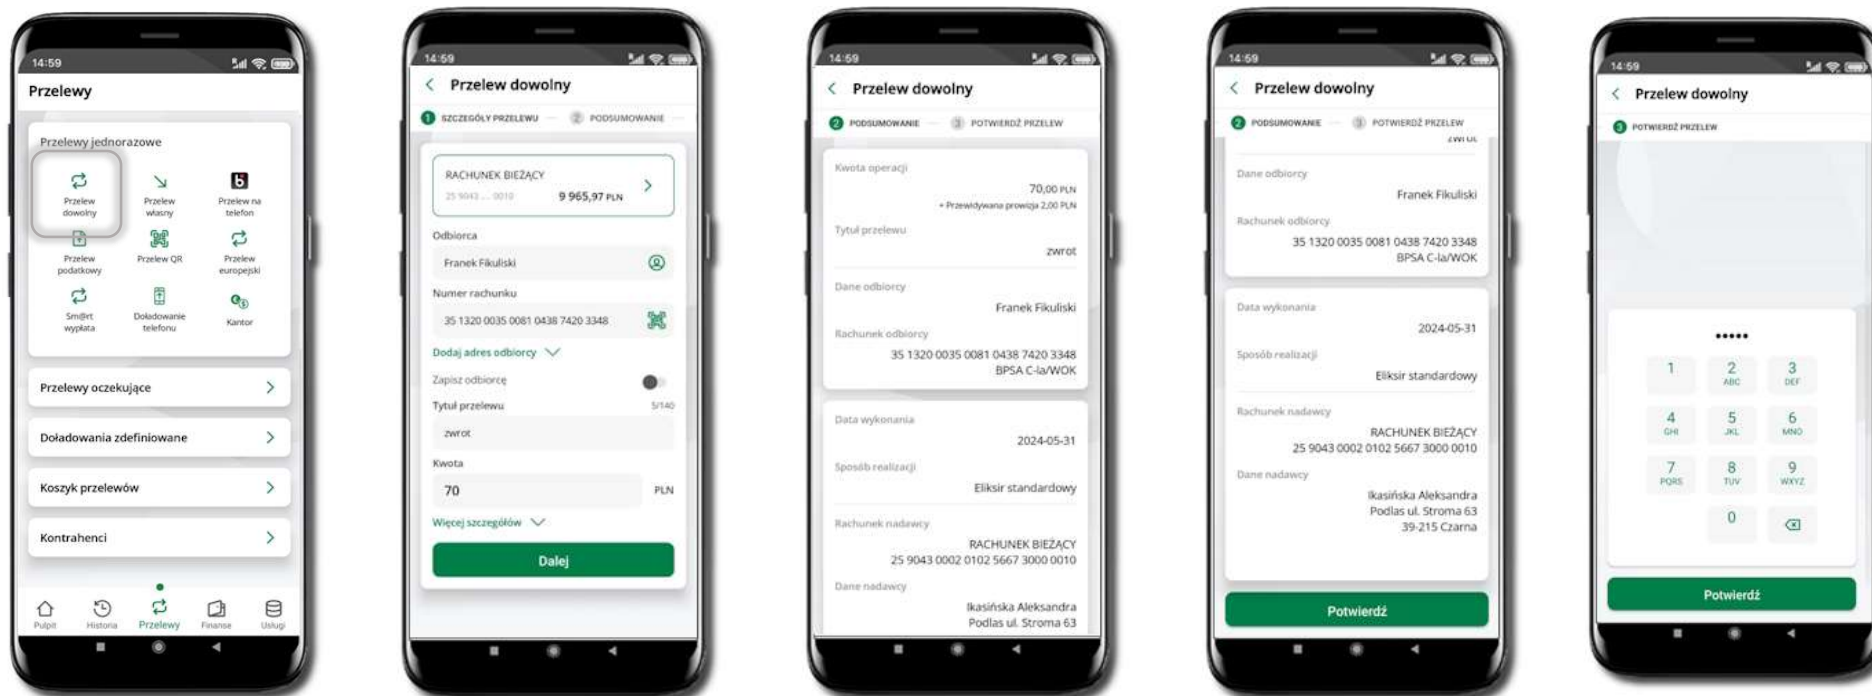 14:59
Przelewy
Przelewy jednorazowe
Przelew dowolny
Przelew własny
Przelew na telefon
Przelew podatkowy
Przelew QR
Przelew europejski
Sm@rt wypłata
Doładowanie telefonu
Kantor
Przelewy oczekujące
Doładowania zdefiniowane
Koszyk przelewów
Kontrahenci
Pulpit
Historia
Przelewy
Finanse
Usługi
14:59
Przelew dowolny
1 SZCZEGÓŁY PRZELEWU
2 PODSUMOWANIE
RACHUNEK BIEŻĄCY
25 9043 ... 0010 9 965,97 PLN
Odbiorca
Franek Fikuliski
Numer rachunku
35 1320 0035 0081 0438 7420 3348
Dodaj adres odbiorcy
Zapisz odbiorcę
Tytuł przelewu 5/140
zwrot
Kwota
70 PLN
Więcej szczegółów
Dalej
14:59
Przelew dowolny
2 PODSUMOWANIE
3 POTWIERDŹ PRZELEW
Kwota operacji
70,00 PLN
+ Przewidywana prowizja 2,00 PLN
Tytuł przelewu
zwrot
Dane odbiorcy
Franek Fikuliski
Rachunek odbiorcy
35 1320 0035 0081 0438 7420 3348
BPSA C-la/WOK
Data wykonania
2024-05-31
Sposób realizacji
Eliksir standardowy
Rachunek nadawcy
RACHUNEK BIEŻĄCY
25 9043 0002 0102 5667 3000 0010
Dane nadawcy
Ikasińska Aleksandra
Podlas ul. Stroma 63
14:59
Przelew dowolny
2 PODSUMOWANIE
3 POTWIERDŹ PRZELEW
zwrot
Dane odbiorcy
Franek Fikuliski
Rachunek odbiorcy
35 1320 0035 0081 0438 7420 3348
BPSA C-la/WOK
Data wykonania
2024-05-31
Sposób realizacji
Eliksir standardowy
Rachunek nadawcy
RACHUNEK BIEŻĄCY
25 9043 0002 0102 5667 3000 0010
Dane nadawcy
Ikasińska Aleksandra
Podlas ul. Stroma 63
39-215 Czarna
Potwierdź
14:59
Przelew dowolny
3 POTWIERDŹ PRZELEW
•••••
1 2 ABC 3 DEF
4 GHI 5 JKL 6 MNO
7 PQRS 8 TUV 9 WXYZ
0
Potwierdź